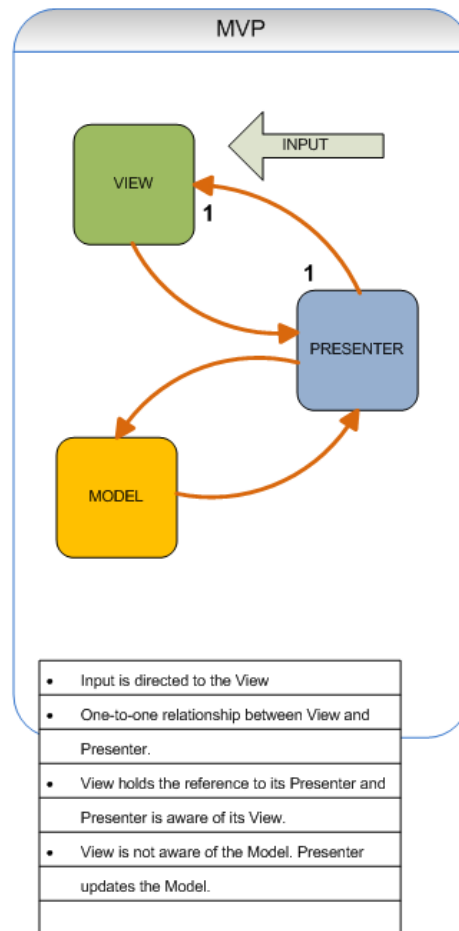 MVP
INPUT
VIEW
1
1
PRESENTER
MODEL
• Input is directed to the View
• One-to-one relationship between View and
Presenter.
• View holds the reference to its Presenter and
Presenter is aware of its View.
• View is not aware of the Model. Presenter
updates the Model.